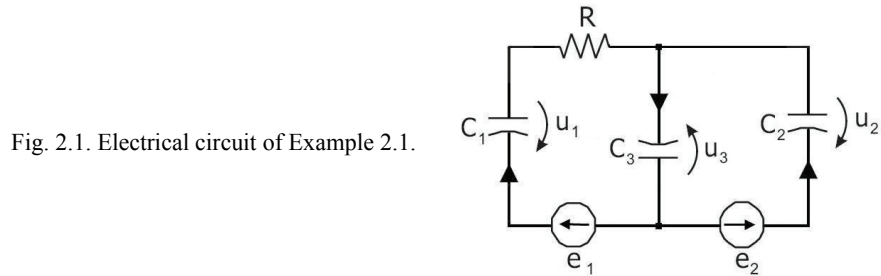 R
C1
u1
C3
u3
C2
u2
Fig. 2.1. Electrical circuit of Example 2.1.
e1
e2